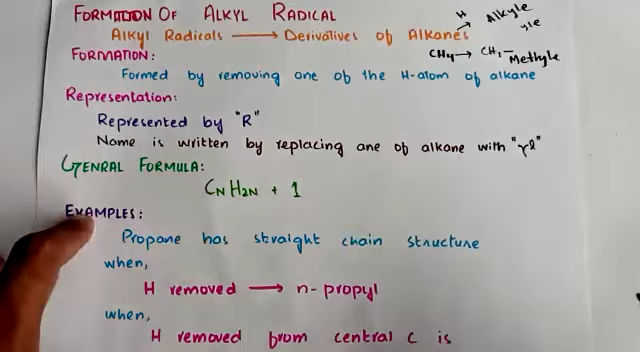 FORMATION OF ALKYL RADICAL
Alkyl Radicals ⟶ Derivatives of Alkanes
H → Alkyle
yle
CH4 → CH3 – Methyle
FORMATION:
Formed by removing one of the H-atom of alkane
Representation:
Represented by "R"
Name is written by replacing one of alkane with "yl"
GENRAL FORMULA:
CNH2N + 1
EXAMPLES:
Propane has straight chain structure
when,
H removed ⟶ n-propyl
when,
H removed from central C is